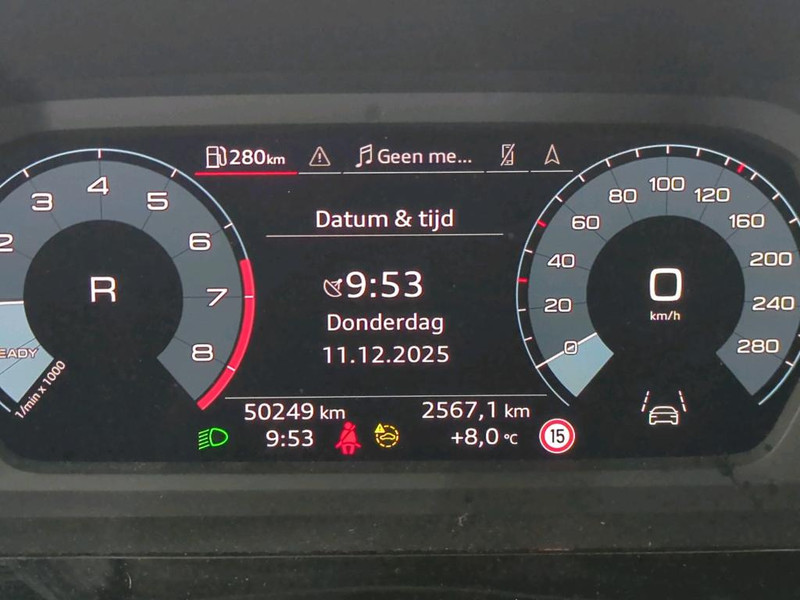 280 km
Geen me...
Datum & tijd
9:53
Donderdag
11.12.2025
50249 km
2567,1 km
9:53
+8,0 °C
15
2
3
4
5
6
7
8
R
EADY
1/min x 1000
0
20
40
60
80
100
120
160
200
240
280
0
km/h